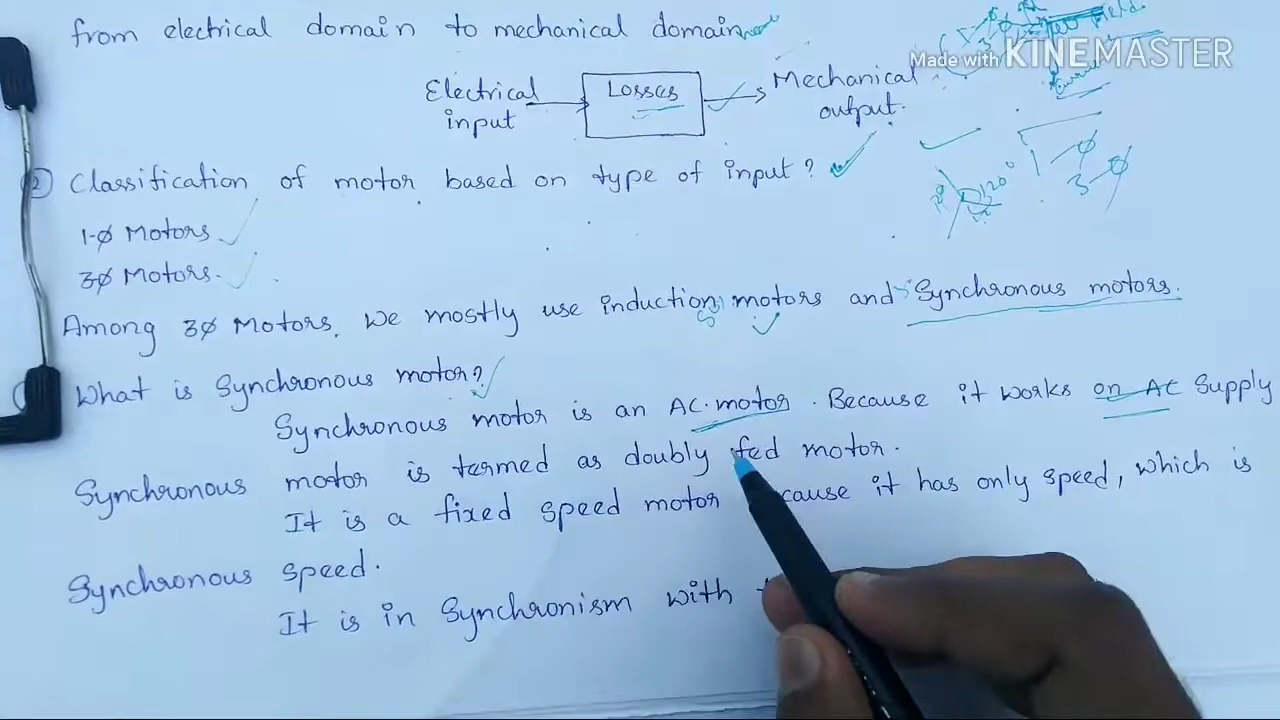 from electrical domain to mechanical domain
Made with KINEMASTER
Electrical input
Losses
Mechanical output.
② Classification of motor based on type of input?
120°
1
ϕ
3 ϕ
1-ϕ Motors
3ϕ Motors.
Among 3ϕ Motors. We mostly use induction motors and Synchronous motors.
What is Synchronous motor?
Synchronous motor is an AC motor. Because it works on AC Supply
Synchronous motor is termed as doubly fed motor.
It is a fixed speed motor because it has only speed, which is
Synchronous speed.
It is in Synchronism with